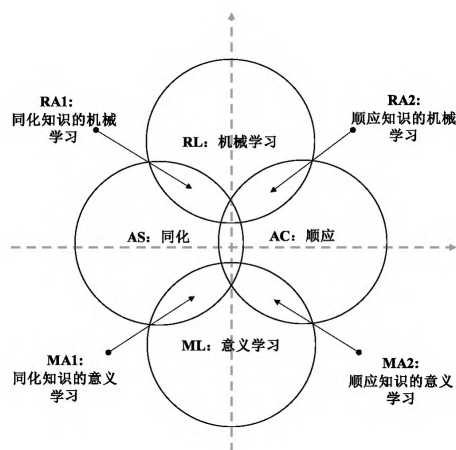 RA1:
同化知识的机械
学习
RA2:
顺应知识的机械
学习
RL: 机械学习
AS: 同化
AC: 顺应
ML: 意义学习
MA1:
同化知识的意义
学习
MA2:
顺应知识的意义
学习